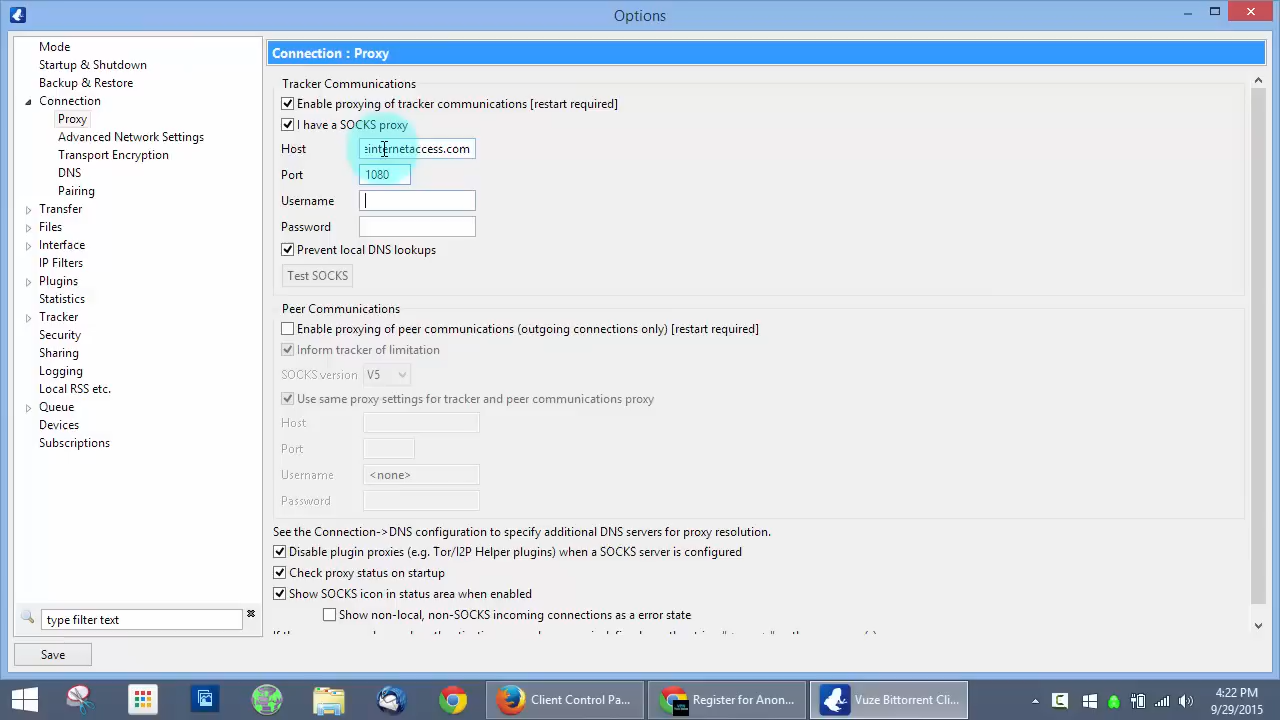 Options
Mode
Startup & Shutdown
Backup & Restore
Connection
Proxy
Advanced Network Settings
Transport Encryption
DNS
Pairing
Transfer
Files
Interface
IP Filters
Plugins
Statistics
Tracker
Security
Sharing
Logging
Local RSS etc.
Queue
Devices
Subscriptions
type filter text
Save
Connection : Proxy
Tracker Communications
Enable proxying of tracker communications [restart required]
I have a SOCKS proxy
Host einternetaccess.com
Port 1080
Username
Password
Prevent local DNS lookups
Test SOCKS
Peer Communications
Enable proxying of peer communications (outgoing connections only) [restart required]
Inform tracker of limitation
SOCKS version V5
Use same proxy settings for tracker and peer communications proxy
Host
Port
Username <none>
Password
See the Connection->DNS configuration to specify additional DNS servers for proxy resolution.
Disable plugin proxies (e.g. Tor/I2P Helper plugins) when a SOCKS server is configured
Check proxy status on startup
Show SOCKS icon in status area when enabled
Show non-local, non-SOCKS incoming connections as a error state
Client Control Pa...
Register for Anon...
Vuze Bittorrent Cli...
4:22 PM
9/29/2015